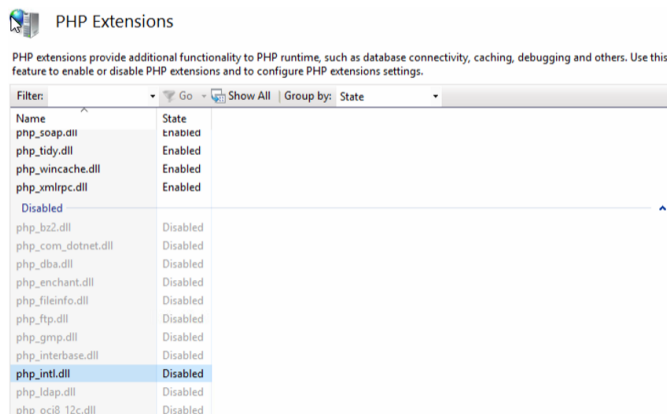 PHP Extensions
PHP extensions provide additional functionality to PHP runtime, such as database connectivity, caching, debugging and others. Use this
feature to enable or disable PHP extensions and to configure PHP extensions settings.
Filter: Go Show All Group by: State
Name State
php_soap.dll Enabled
php_tidy.dll Enabled
php_wincache.dll Enabled
php_xmlrpc.dll Enabled
Disabled
php_bz2.dll Disabled
php_com_dotnet.dll Disabled
php_dba.dll Disabled
php_enchant.dll Disabled
php_fileinfo.dll Disabled
php_ftp.dll Disabled
php_gmp.dll Disabled
php_interbase.dll Disabled
php_intl.dll Disabled
php_ldap.dll Disabled
php_oci8_12c.dll Disabled